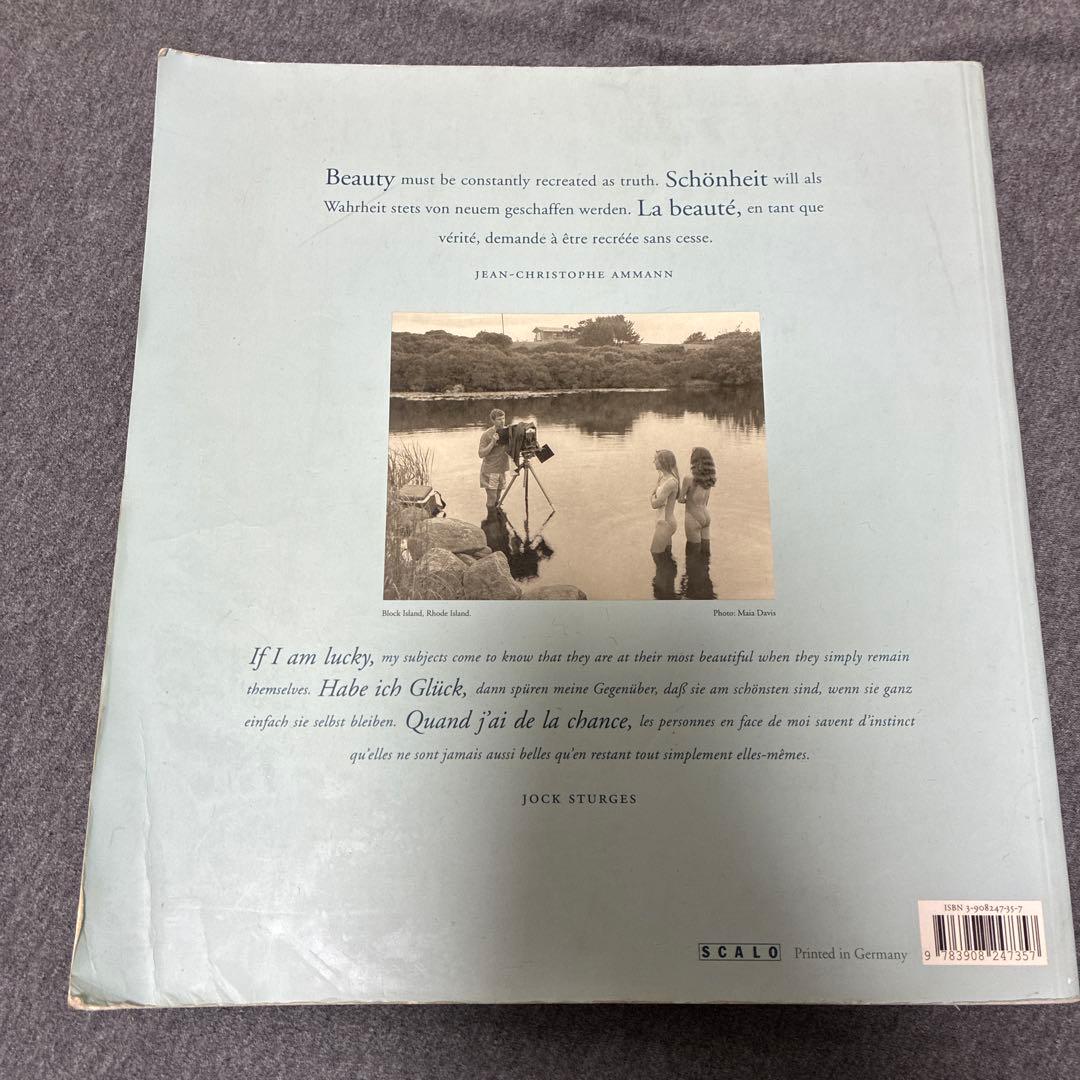 Beauty must be constantly recreated as truth. Schönheit will als
Wahrheit stets von neuem geschaffen werden. La beauté, en tant que
vérité, demande à être recréée sans cesse.
JEAN-CHRISTOPHE AMMANN
Block Island, Rhode Island.
Photo: Maia Davis
If I am lucky, my subjects come to know that they are at their most beautiful when they simply remain
themselves. Habe ich Glück, dann spüren meine Gegenüber, daß sie am schönsten sind, wenn sie ganz
einfach sie selbst bleiben. Quand j'ai de la chance, les personnes en face de moi savent d'instinct
qu'elles ne sont jamais aussi belles qu'en restant tout simplement elles-mêmes.
JOCK STURGES
ISBN 3-908247-35-7
SCALO Printed in Germany
9 783908 247357